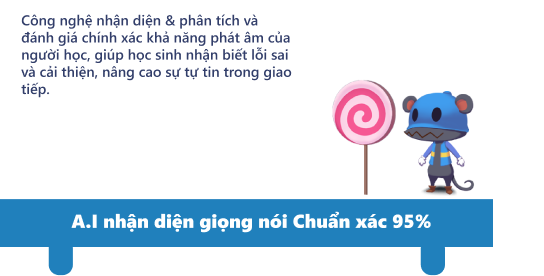 Công nghệ nhận diện & phân tích và
đánh giá chính xác khả năng phát âm của
người học, giúp học sinh nhận biết lỗi sai
và cải thiện, nâng cao sự tự tin trong giao
tiếp.
A.I nhận diện giọng nói Chuẩn xác 95%